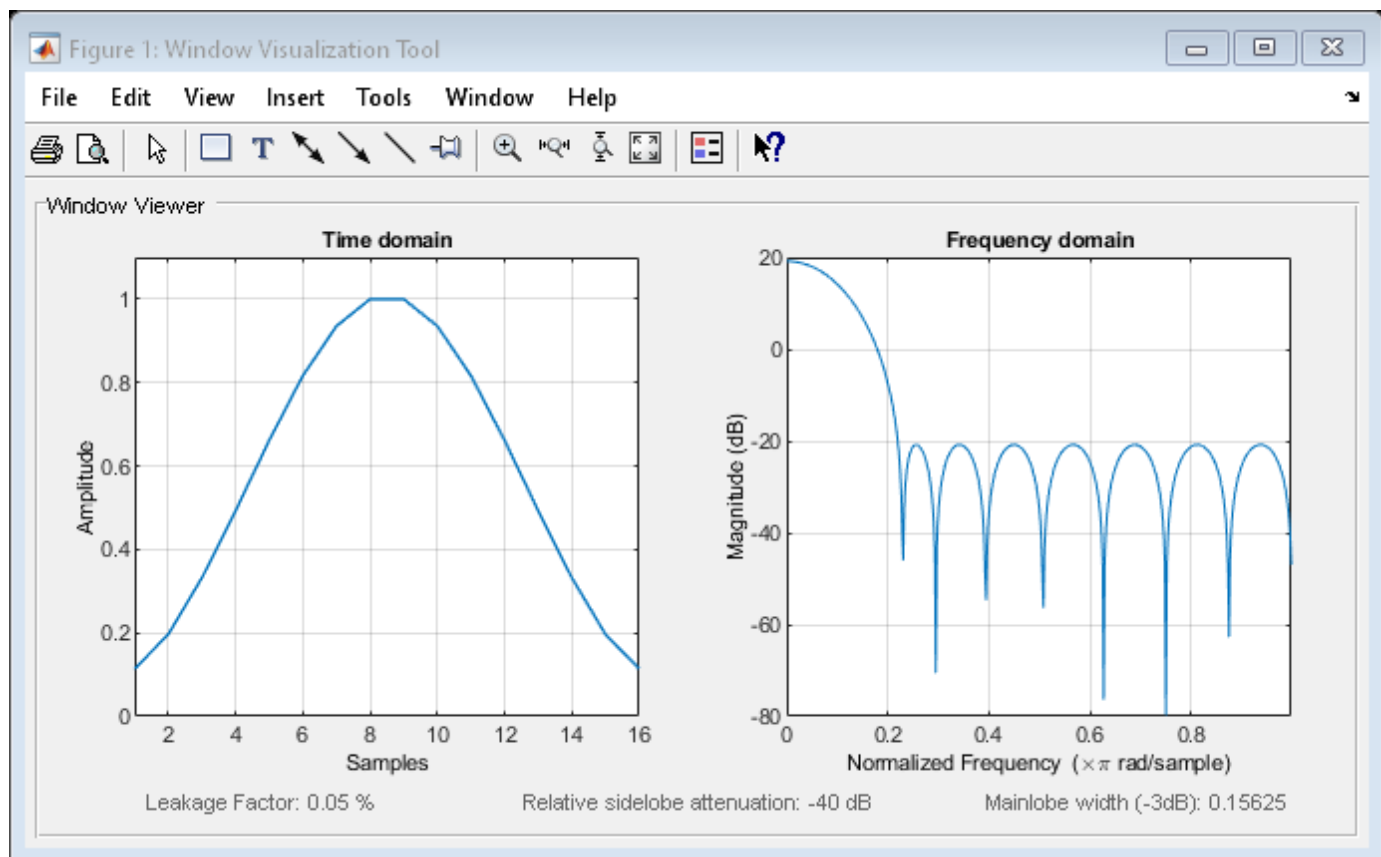 Figure 1: Window Visualization Tool
File Edit View Insert Tools Window Help
T
?
Window Viewer
Time domain
1
0.8
0.6
0.4
0.2
0
Amplitude
2 4 6 8 10 12 14 16
Samples
Frequency domain
20
0
-20
-40
-60
-80
Magnitude (dB)
0 0.2 0.4 0.6 0.8
Normalized Frequency (×π rad/sample)
Leakage Factor: 0.05 % Relative sidelobe attenuation: -40 dB Mainlobe width (-3dB): 0.15625